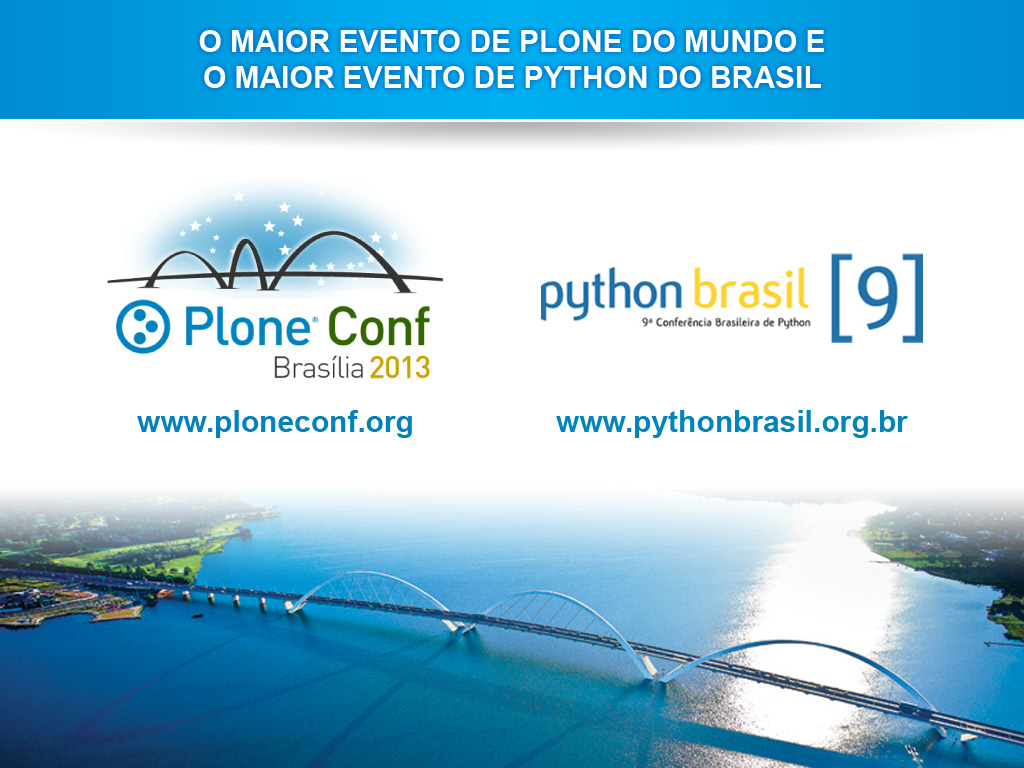 O MAIOR EVENTO DE PLONE DO MUNDO E
O MAIOR EVENTO DE PYTHON DO BRASIL
Plone® Conf
Brasília 2013
www.ploneconf.org
python brasil [9]
9ª Conferência Brasileira de Python
www.pythonbrasil.org.br